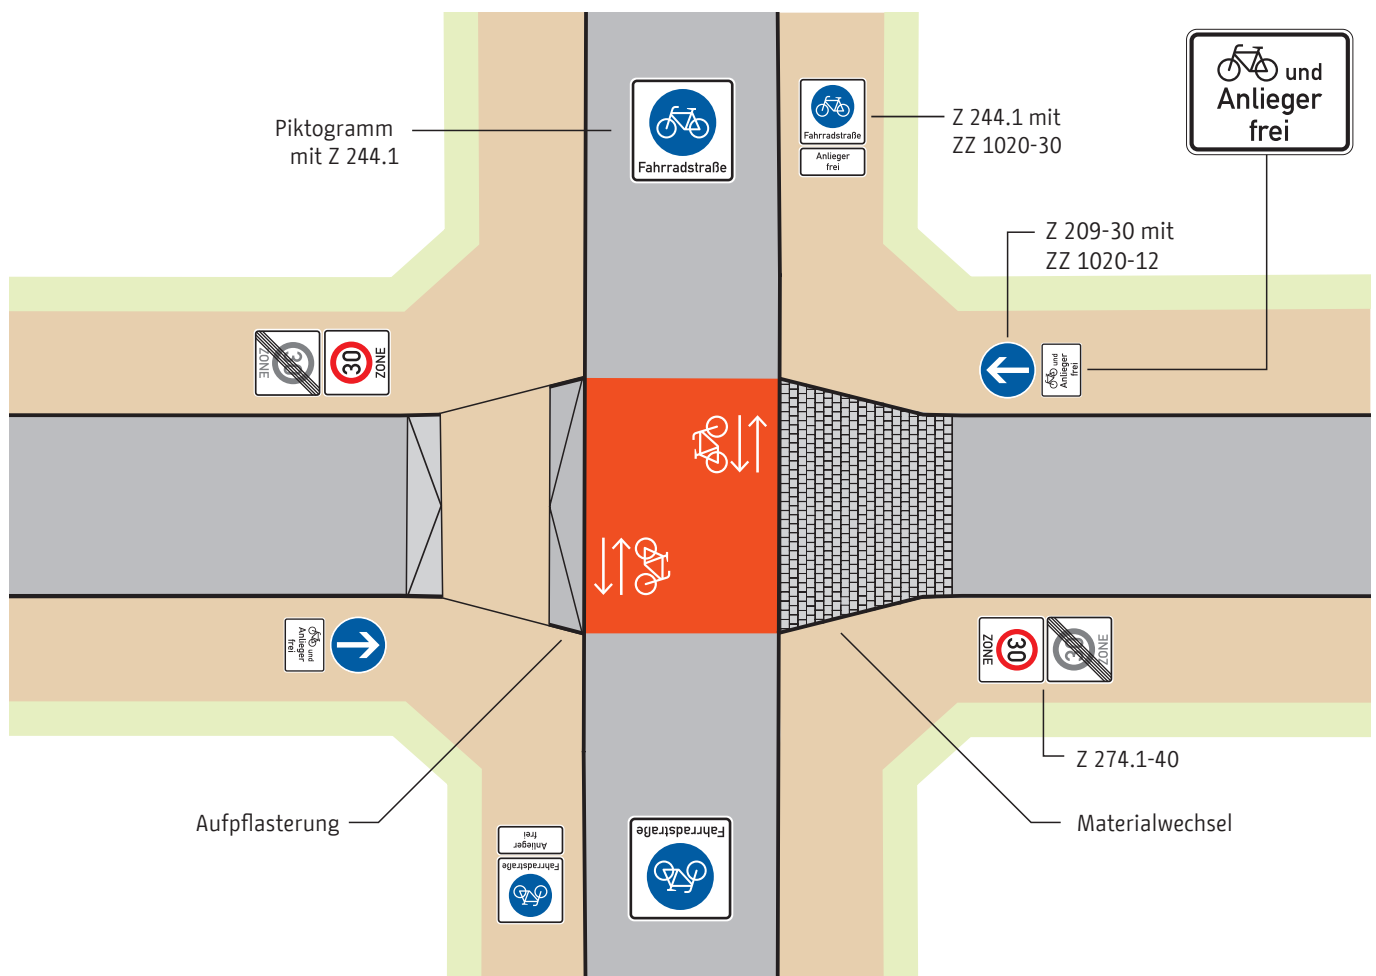 Piktogramm
mit Z 244.1
Fahrradstraße
Fahrradstraße
Anlieger
frei
Z 244.1 mit
ZZ 1020-30
und
Anlieger
frei
Z 209-30 mit
ZZ 1020-12
30
ZONE
30
ZONE
und
Anlieger
frei
und
Anlieger
frei
30
ZONE
30
ZONE
Z 274.1-40
Aufpflasterung
Materialwechsel
Anlieger
frei
Fahrradstraße
Fahrradstraße